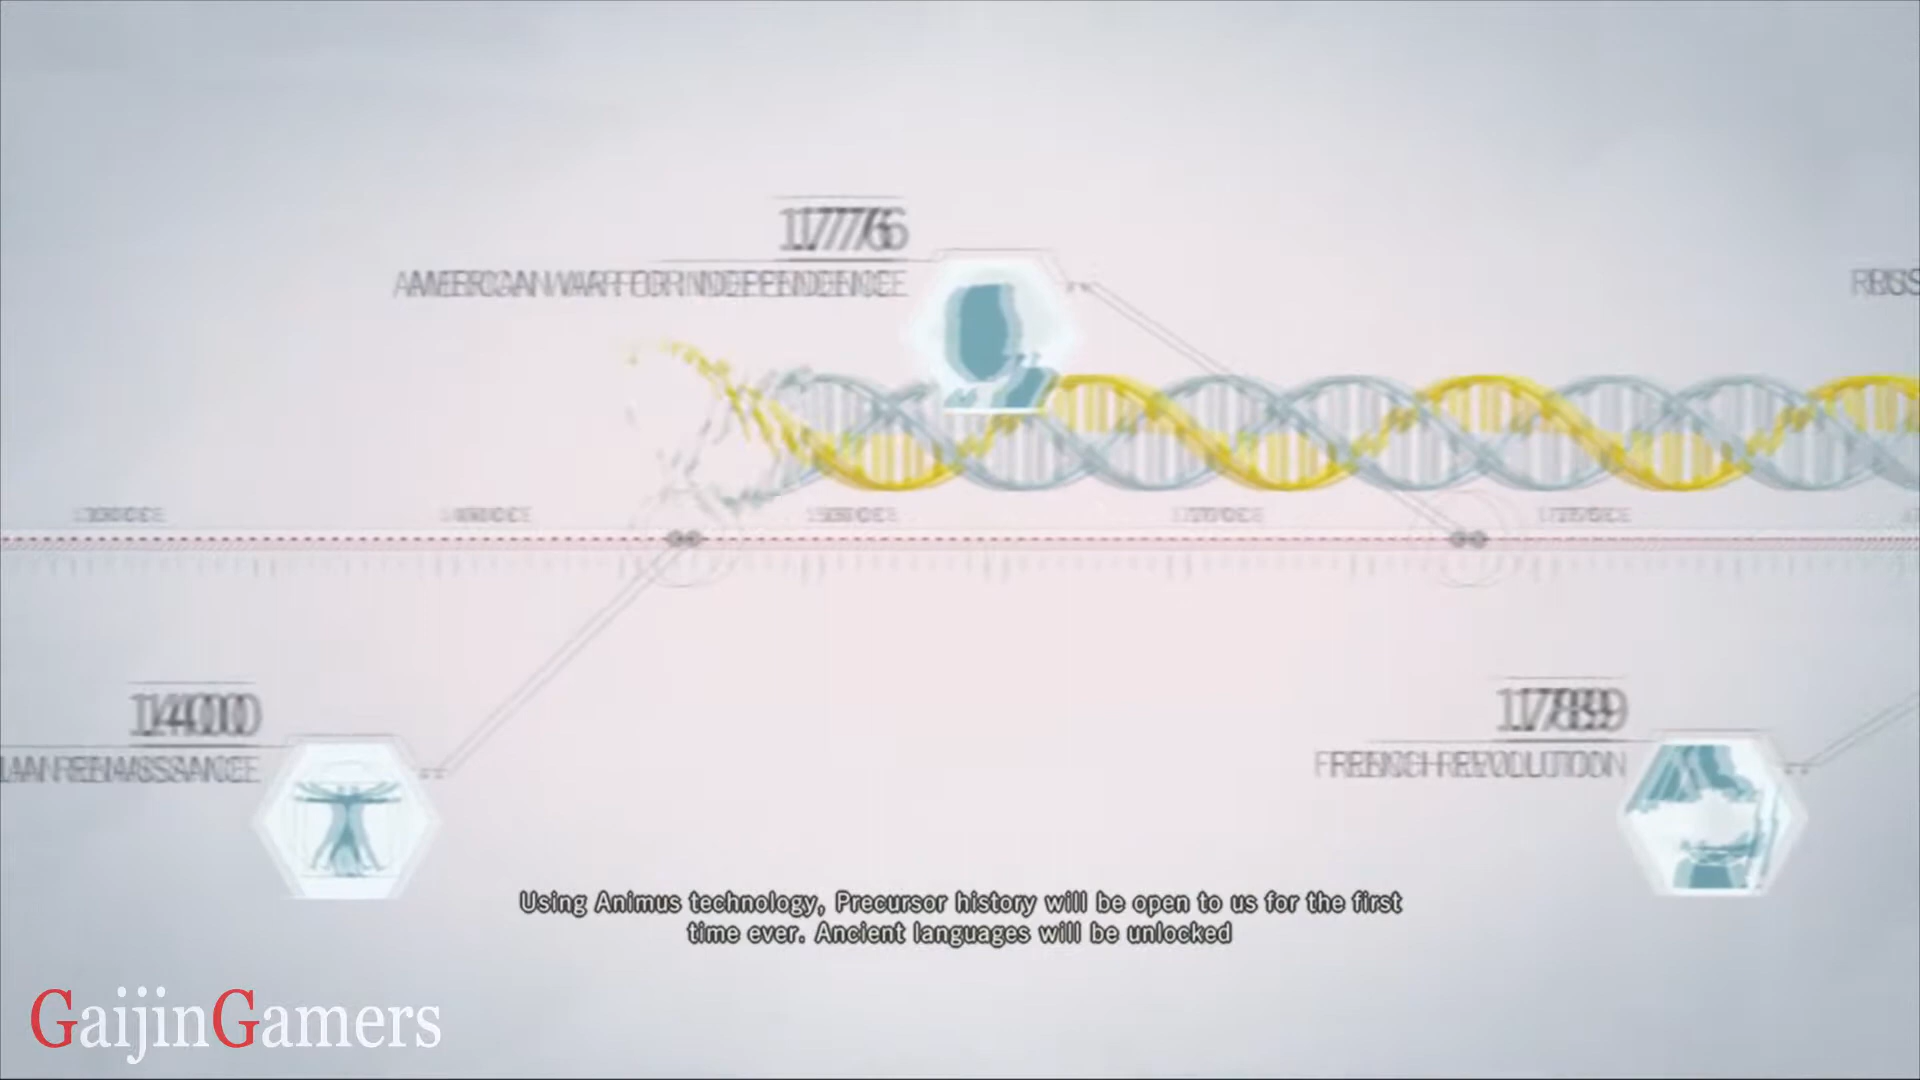 1776
AMERICAN WAR FOR INDEPENDENCE
1400
RENAISSANCE
1789
FRENCH REVOLUTION
Using Animus technology, Precursor history will be open to us for the first
time ever. Ancient languages will be unlocked
GaijinGamers